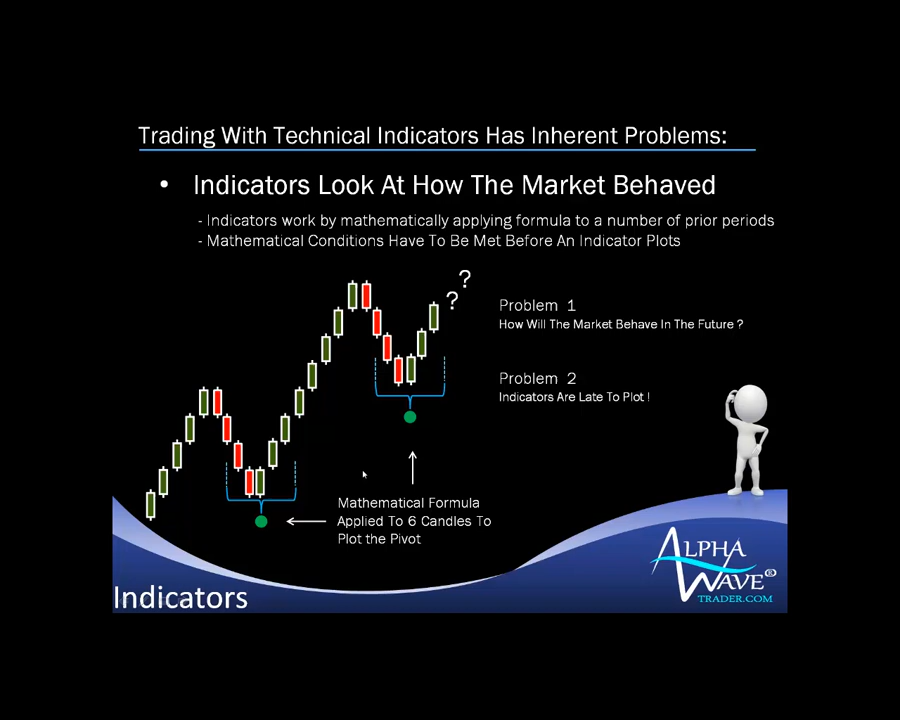 Trading With Technical Indicators Has Inherent Problems:
• Indicators Look At How The Market Behaved
- Indicators work by mathematically applying formula to a number of prior periods
- Mathematical Conditions Have To Be Met Before An Indicator Plots
?
?
Problem 1
How Will The Market Behave In The Future ?
Problem 2
Indicators Are Late To Plot !
Mathematical Formula
Applied To 6 Candles To
Plot the Pivot
Indicators
ALPHA
WAVE®
TRADER.COM